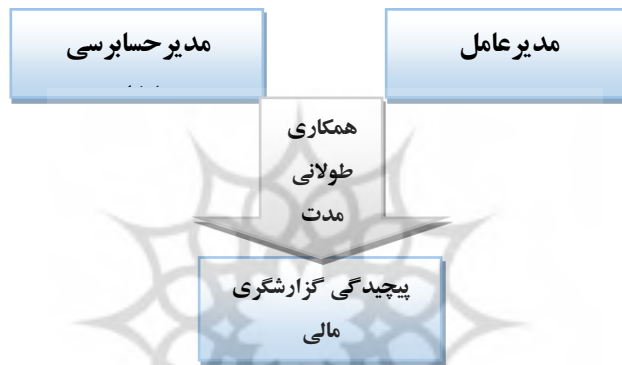 مدیرعامل
مدیرحسابرسی
همکاری
طولانی
مدت
پیچیدگی گزارشگری
مالی